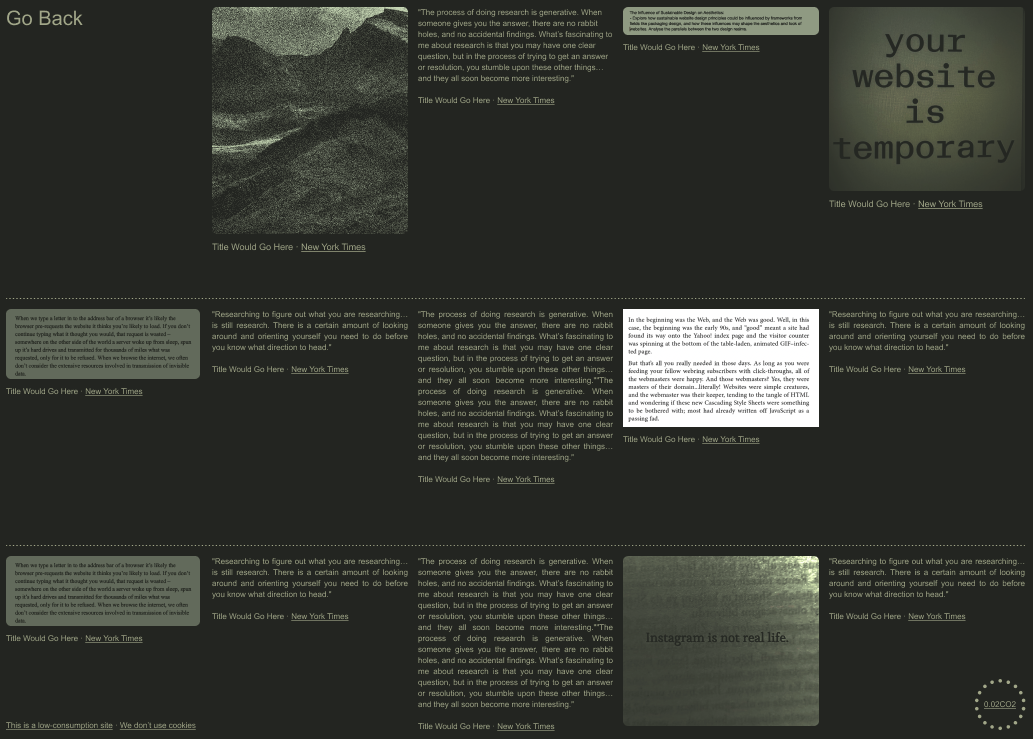 Go Back
Title Would Go Here · New York Times
"The process of doing research is generative. When
someone gives you the answer, there are no rabbit
holes, and no accidental findings. What's fascinating to
me about research is that you may have one clear
question, but in the process of trying to get an answer
or resolution, you stumble upon these other things…
and they all soon become more interesting."
Title Would Go Here · New York Times
The Influence of Sustainable Design on Aesthetics:
- Explore how sustainable website design principles could be influenced by frameworks from
fields like packaging design, and how these influences may shape the aesthetics and look of
websites. Analyse the parallels between the two design realms.
Title Would Go Here · New York Times
your
website
is
temporary
Title Would Go Here · New York Times
When we type a letter in to the address bar of a browser it's likely the
browser pre-requests the website it thinks you're likely to load. If you don't
continue typing what it thought you would, that request is wasted –
somewhere on the other side of the world a server woke up from sleep, spun
up it's hard drives and transmitted for thousands of miles what was
requested, only for it to be refused. When we browse the internet, we often
don't consider the extensive resources involved in transmission of invisible
data.
Title Would Go Here · New York Times
"Researching to figure out what you are researching…
is still research. There is a certain amount of looking
around and orienting yourself you need to do before
you know what direction to head."
Title Would Go Here · New York Times
"The process of doing research is generative. When
someone gives you the answer, there are no rabbit
holes, and no accidental findings. What's fascinating to
me about research is that you may have one clear
question, but in the process of trying to get an answer
or resolution, you stumble upon these other things…
and they all soon become more interesting.""The
process of doing research is generative. When
someone gives you the answer, there are no rabbit
holes, and no accidental findings. What's fascinating to
me about research is that you may have one clear
question, but in the process of trying to get an answer
or resolution, you stumble upon these other things…
and they all soon become more interesting."
Title Would Go Here · New York Times
In the beginning was the Web, and the Web was good. Well, in this
case, the beginning was the early 90s, and "good" meant a site had
found its way onto the Yahoo! index page and the visitor counter
was spinning at the bottom of the table-laden, animated GIF-infec-
ted page.
But that's all you really needed in those days. As long as you were
feeding your fellow webring subscribers with click-throughs, all of
the webmasters were happy. And those webmasters? Yes, they were
masters of their domain...literally! Websites were simple creatures,
and the webmaster was their keeper, tending to the tangle of HTML
and wondering if these new Cascading Style Sheets were something
to be bothered with; most had already written off JavaScript as a
passing fad.
Title Would Go Here · New York Times
"Researching to figure out what you are researching…
is still research. There is a certain amount of looking
around and orienting yourself you need to do before
you know what direction to head."
Title Would Go Here · New York Times
When we type a letter in to the address bar of a browser it's likely the
browser pre-requests the website it thinks you're likely to load. If you don't
continue typing what it thought you would, that request is wasted –
somewhere on the other side of the world a server woke up from sleep, spun
up it's hard drives and transmitted for thousands of miles what was
requested, only for it to be refused. When we browse the internet, we often
don't consider the extensive resources involved in transmission of invisible
data.
Title Would Go Here · New York Times
"Researching to figure out what you are researching…
is still research. There is a certain amount of looking
around and orienting yourself you need to do before
you know what direction to head."
Title Would Go Here · New York Times
"The process of doing research is generative. When
someone gives you the answer, there are no rabbit
holes, and no accidental findings. What's fascinating to
me about research is that you may have one clear
question, but in the process of trying to get an answer
or resolution, you stumble upon these other things…
and they all soon become more interesting.""The
process of doing research is generative. When
someone gives you the answer, there are no rabbit
holes, and no accidental findings. What's fascinating to
me about research is that you may have one clear
question, but in the process of trying to get an answer
or resolution, you stumble upon these other things…
and they all soon become more interesting."
Title Would Go Here · New York Times
Instagram is not real life.
"Researching to figure out what you are researching…
is still research. There is a certain amount of looking
around and orienting yourself you need to do before
you know what direction to head."
Title Would Go Here · New York Times
This is a low-consumption site · We don't use cookies
0.02CO2